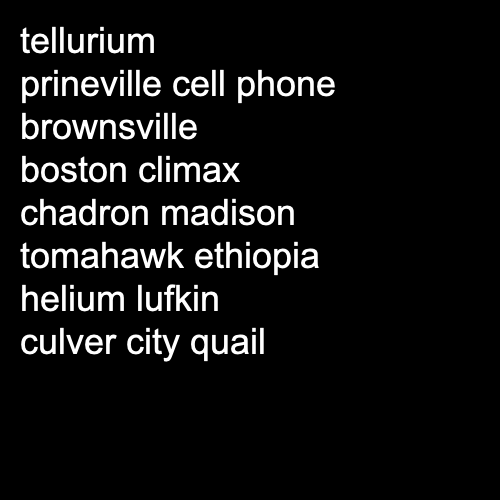 tellurium
prineville cell phone
brownsville
boston climax
chadron madison
tomahawk ethiopia
helium lufkin
culver city quail